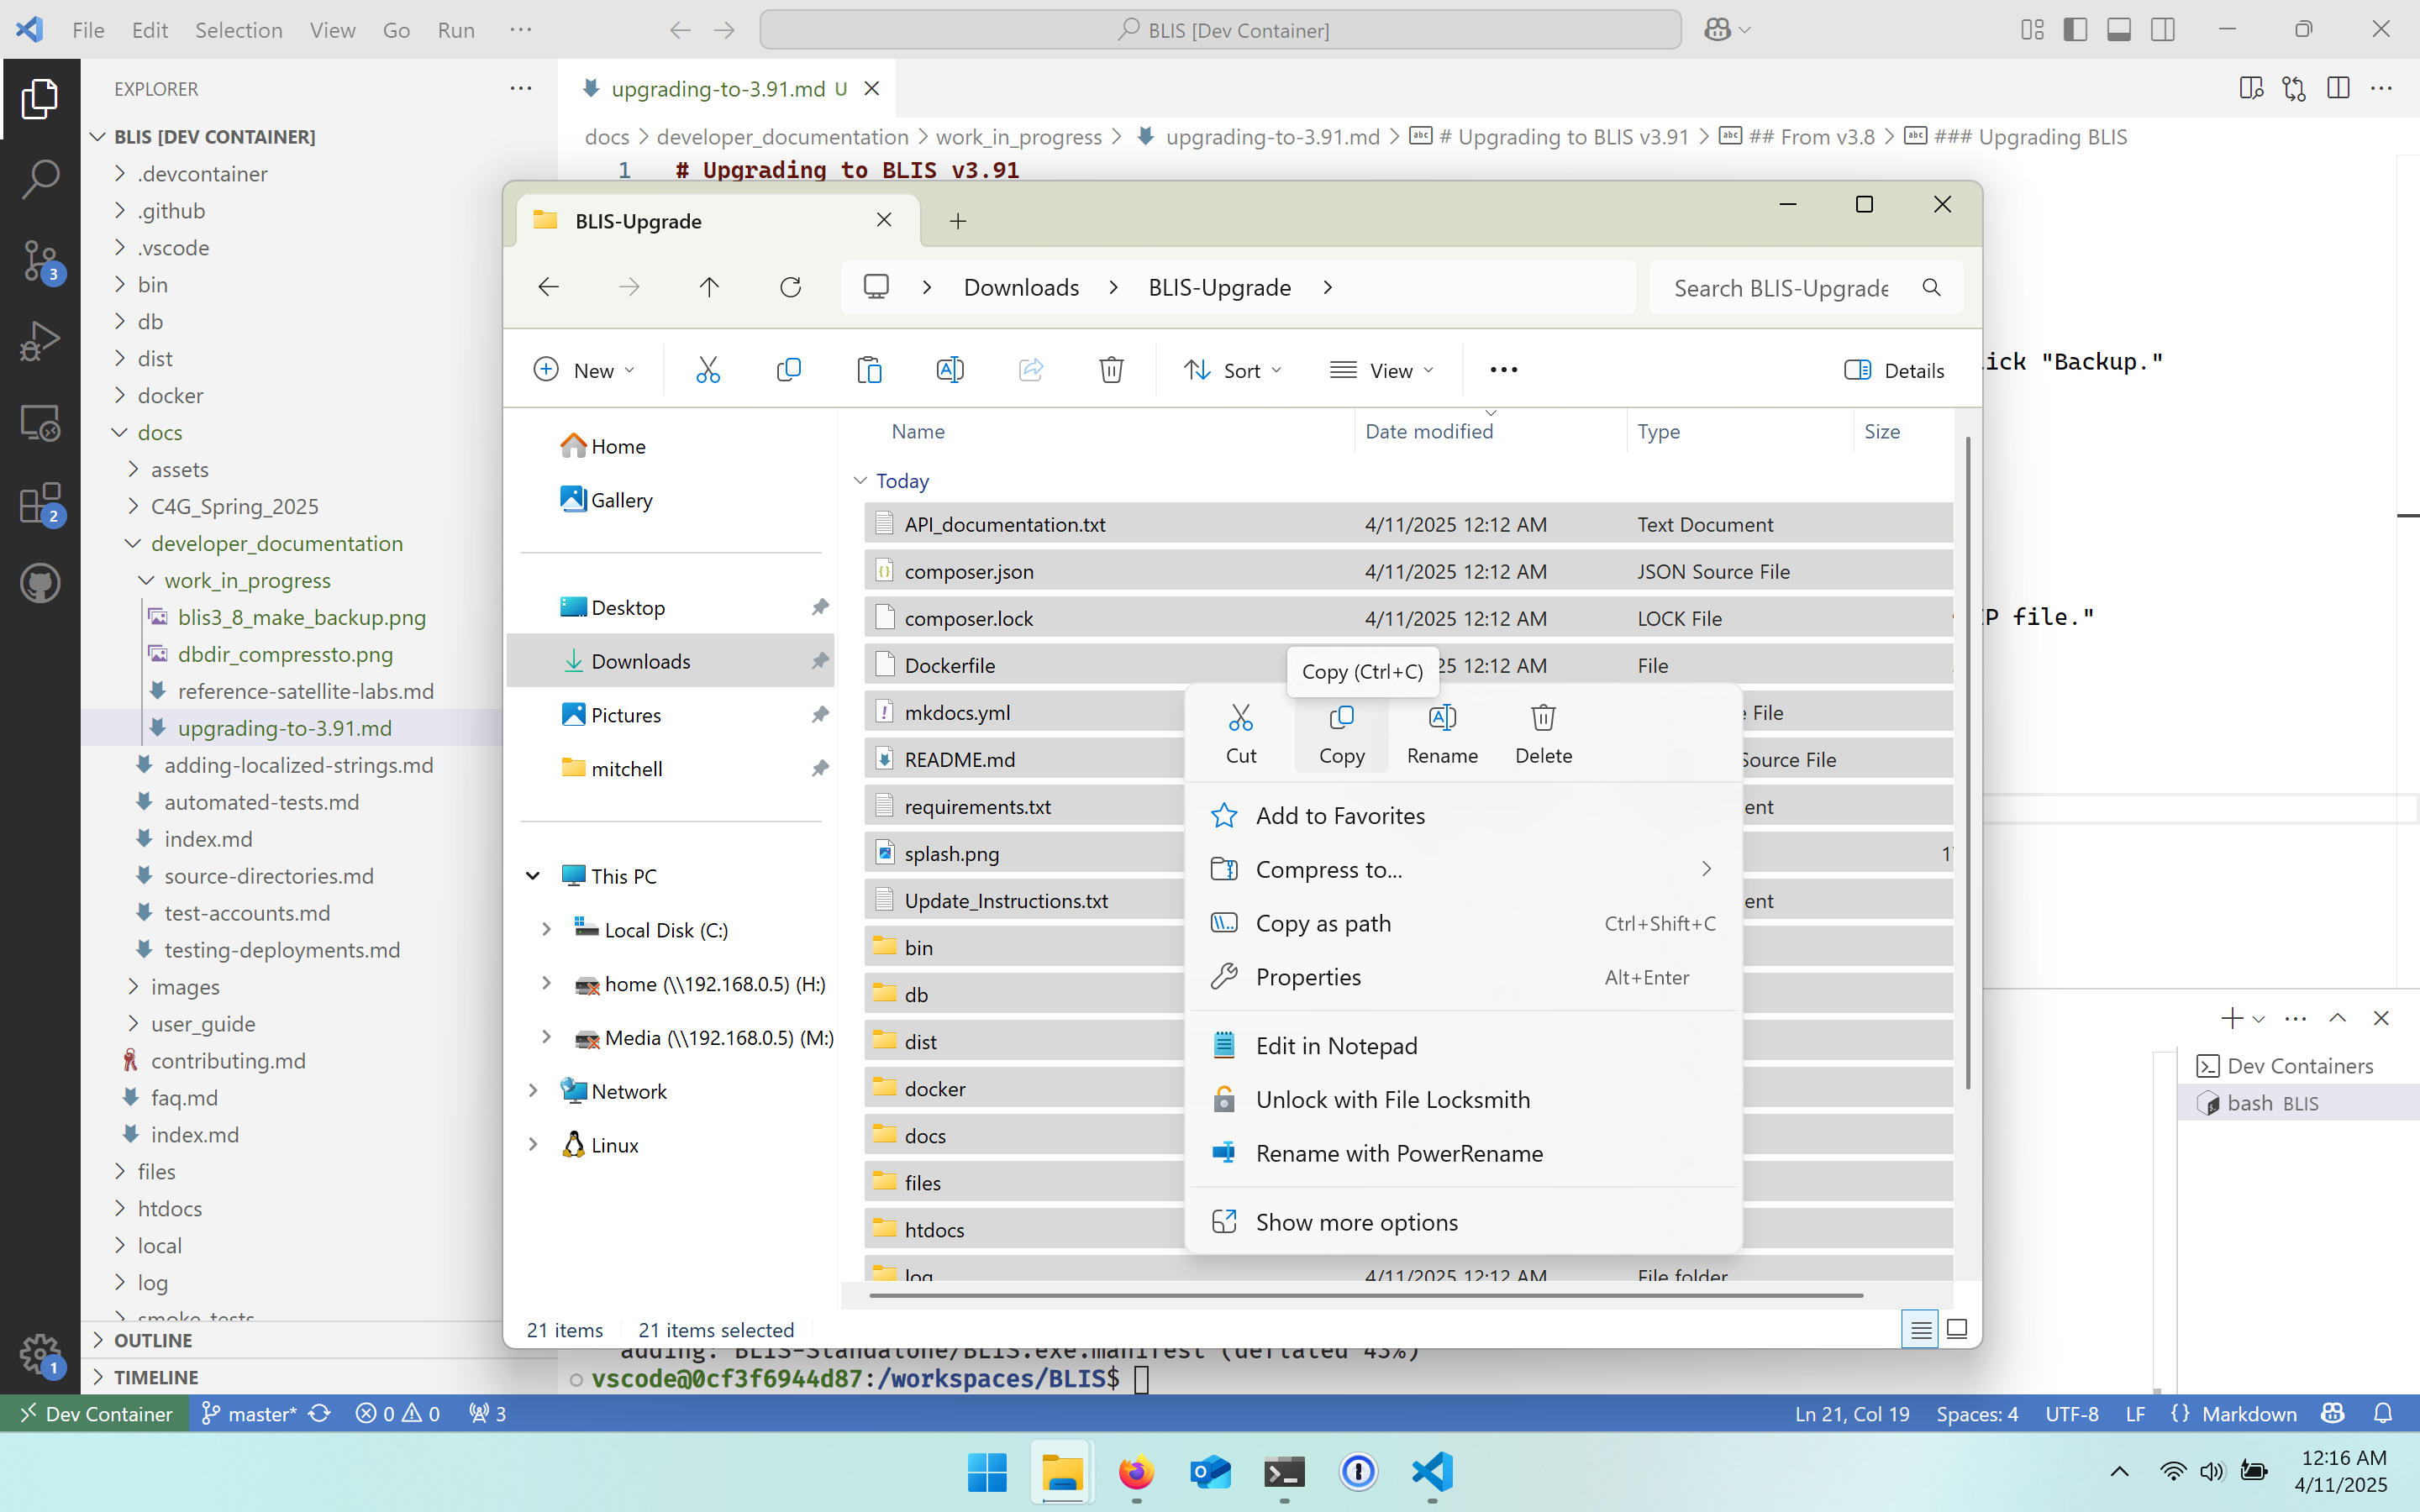 File Edit Selection View Go Run ···
BLIS [Dev Container]
EXPLORER
BLIS [DEV CONTAINER]
.devcontainer
.github
.vscode
bin
db
dist
docker
docs
assets
C4G_Spring_2025
developer_documentation
work_in_progress
blis3_8_make_backup.png
dbdir_compressto.png
reference-satellite-labs.md
upgrading-to-3.91.md
adding-localized-strings.md
automated-tests.md
index.md
source-directories.md
test-accounts.md
testing-deployments.md
images
user_guide
contributing.md
faq.md
index.md
files
htdocs
local
log
smoke_tests
OUTLINE
TIMELINE
3
2
1
upgrading-to-3.91.md U
docs > developer_documentation > work_in_progress > upgrading-to-3.91.md > # Upgrading to BLIS v3.91 > ## From v3.8 > ### Upgrading BLIS
1 # Upgrading to BLIS v3.91
ick "Backup."
P file."
BLIS-Upgrade
Downloads > BLIS-Upgrade >
Search BLIS-Upgrade
New
Sort
View
Details
Home
Gallery
Desktop
Downloads
Pictures
mitchell
This PC
Local Disk (C:)
home (\\192.168.0.5) (H:)
Media (\\192.168.0.5) (M:)
Network
Linux
Name Date modified Type Size
Today
API_documentation.txt 4/11/2025 12:12 AM Text Document
composer.json 4/11/2025 12:12 AM JSON Source File
composer.lock 4/11/2025 12:12 AM LOCK File
Dockerfile 25 12:12 AM File
mkdocs.yml File
README.md Source File
requirements.txt ent
splash.png 1
Update_Instructions.txt ent
bin
db
dist
docker
docs
files
htdocs
log 4/11/2025 12:12 AM File folder
Copy (Ctrl+C)
Cut Copy Rename Delete
Add to Favorites
Compress to...
Copy as path Ctrl+Shift+C
Properties Alt+Enter
Edit in Notepad
Unlock with File Locksmith
Rename with PowerRename
Show more options
21 items 21 items selected
adding: BLIS-Standalone/BLIS.exe.manifest (deflated 43%)
vscode@0cf3f6944d87:/workspaces/BLIS$
Dev Containers
bash BLIS
Dev Container master* 0 0 3
Ln 21, Col 19 Spaces: 4 UTF-8 LF {} Markdown
12:16 AM
4/11/2025